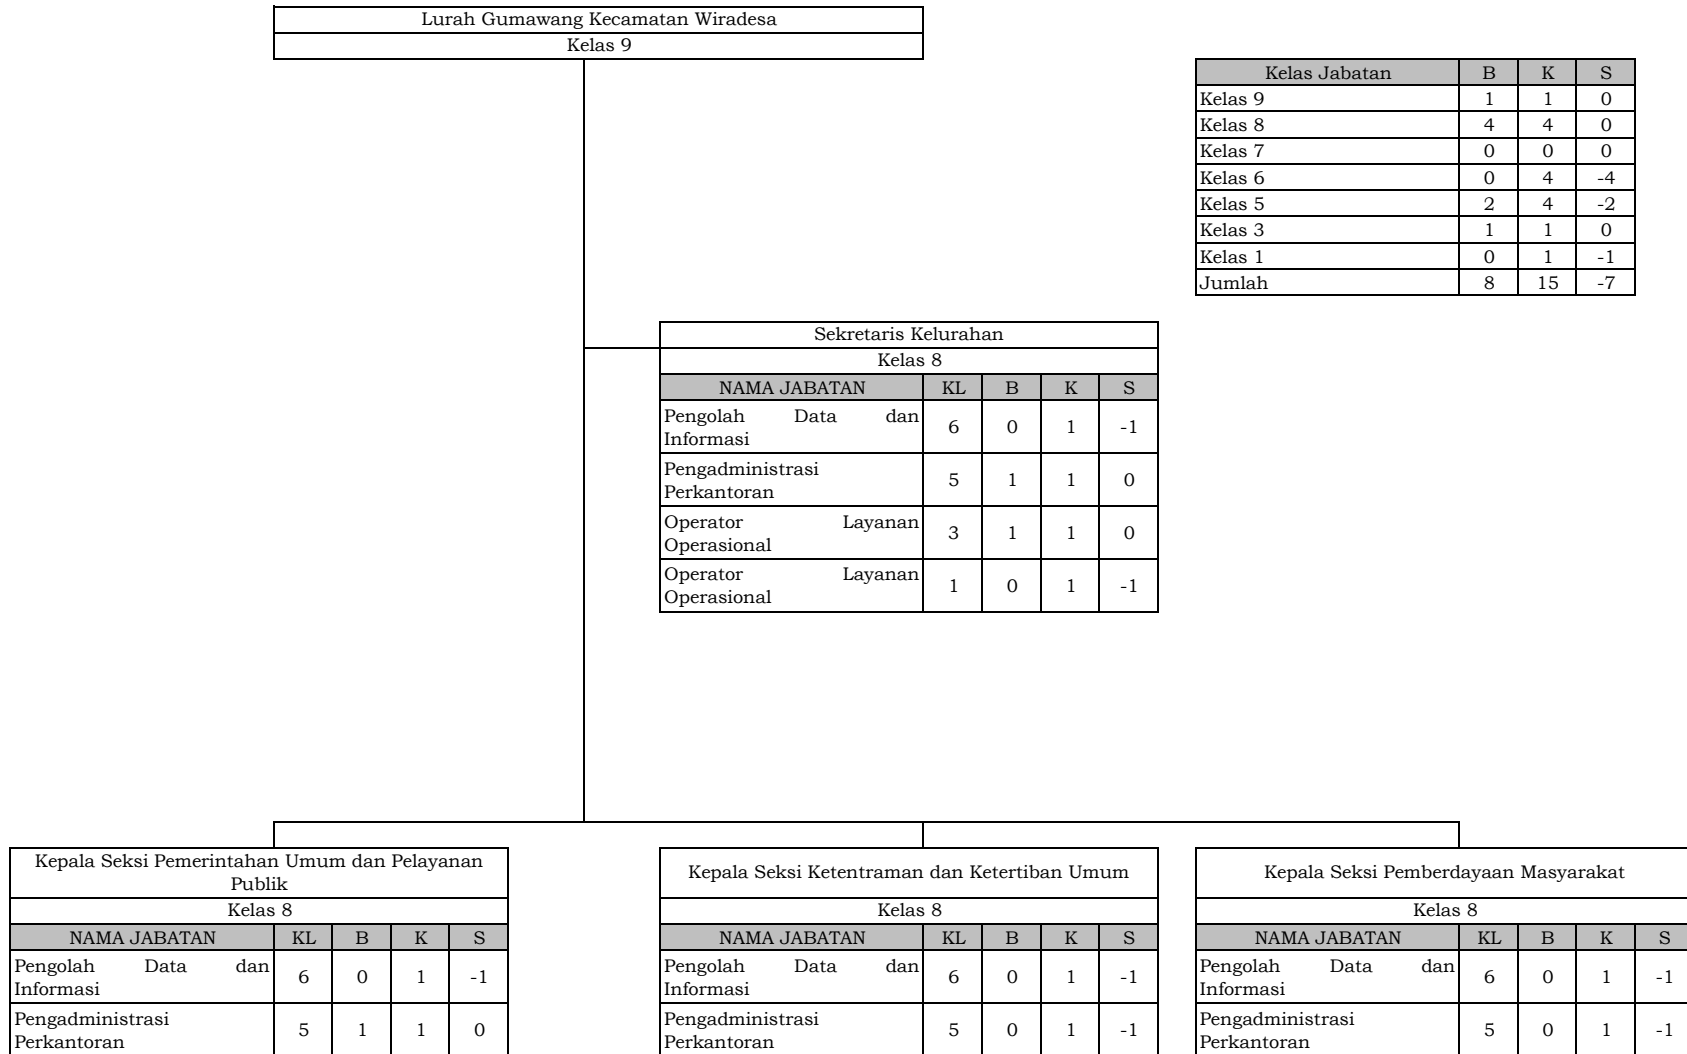 Lurah Gumawang Kecamatan Wiradesa
Kelas 9
Kelas Jabatan B K S
Kelas 9 1 1 0
Kelas 8 4 4 0
Kelas 7 0 0 0
Kelas 6 0 4 -4
Kelas 5 2 4 -2
Kelas 3 1 1 0
Kelas 1 0 1 -1
Jumlah 8 15 -7
Sekretaris Kelurahan
Kelas 8
NAMA JABATAN KL B K S
Pengolah Data dan
Informasi 6 0 1 -1
Pengadministrasi
Perkantoran 5 1 1 0
Operator Layanan
Operasional 3 1 1 0
Operator Layanan
Operasional 1 0 1 -1
Kepala Seksi Pemerintahan Umum dan Pelayanan
Publik
Kelas 8
NAMA JABATAN KL B K S
Pengolah Data dan
Informasi 6 0 1 -1
Pengadministrasi
Perkantoran 5 1 1 0
Kepala Seksi Ketentraman dan Ketertiban Umum
Kelas 8
NAMA JABATAN KL B K S
Pengolah Data dan
Informasi 6 0 1 -1
Pengadministrasi
Perkantoran 5 0 1 -1
Kepala Seksi Pemberdayaan Masyarakat
Kelas 8
NAMA JABATAN KL B K S
Pengolah Data dan
Informasi 6 0 1 -1
Pengadministrasi
Perkantoran 5 0 1 -1